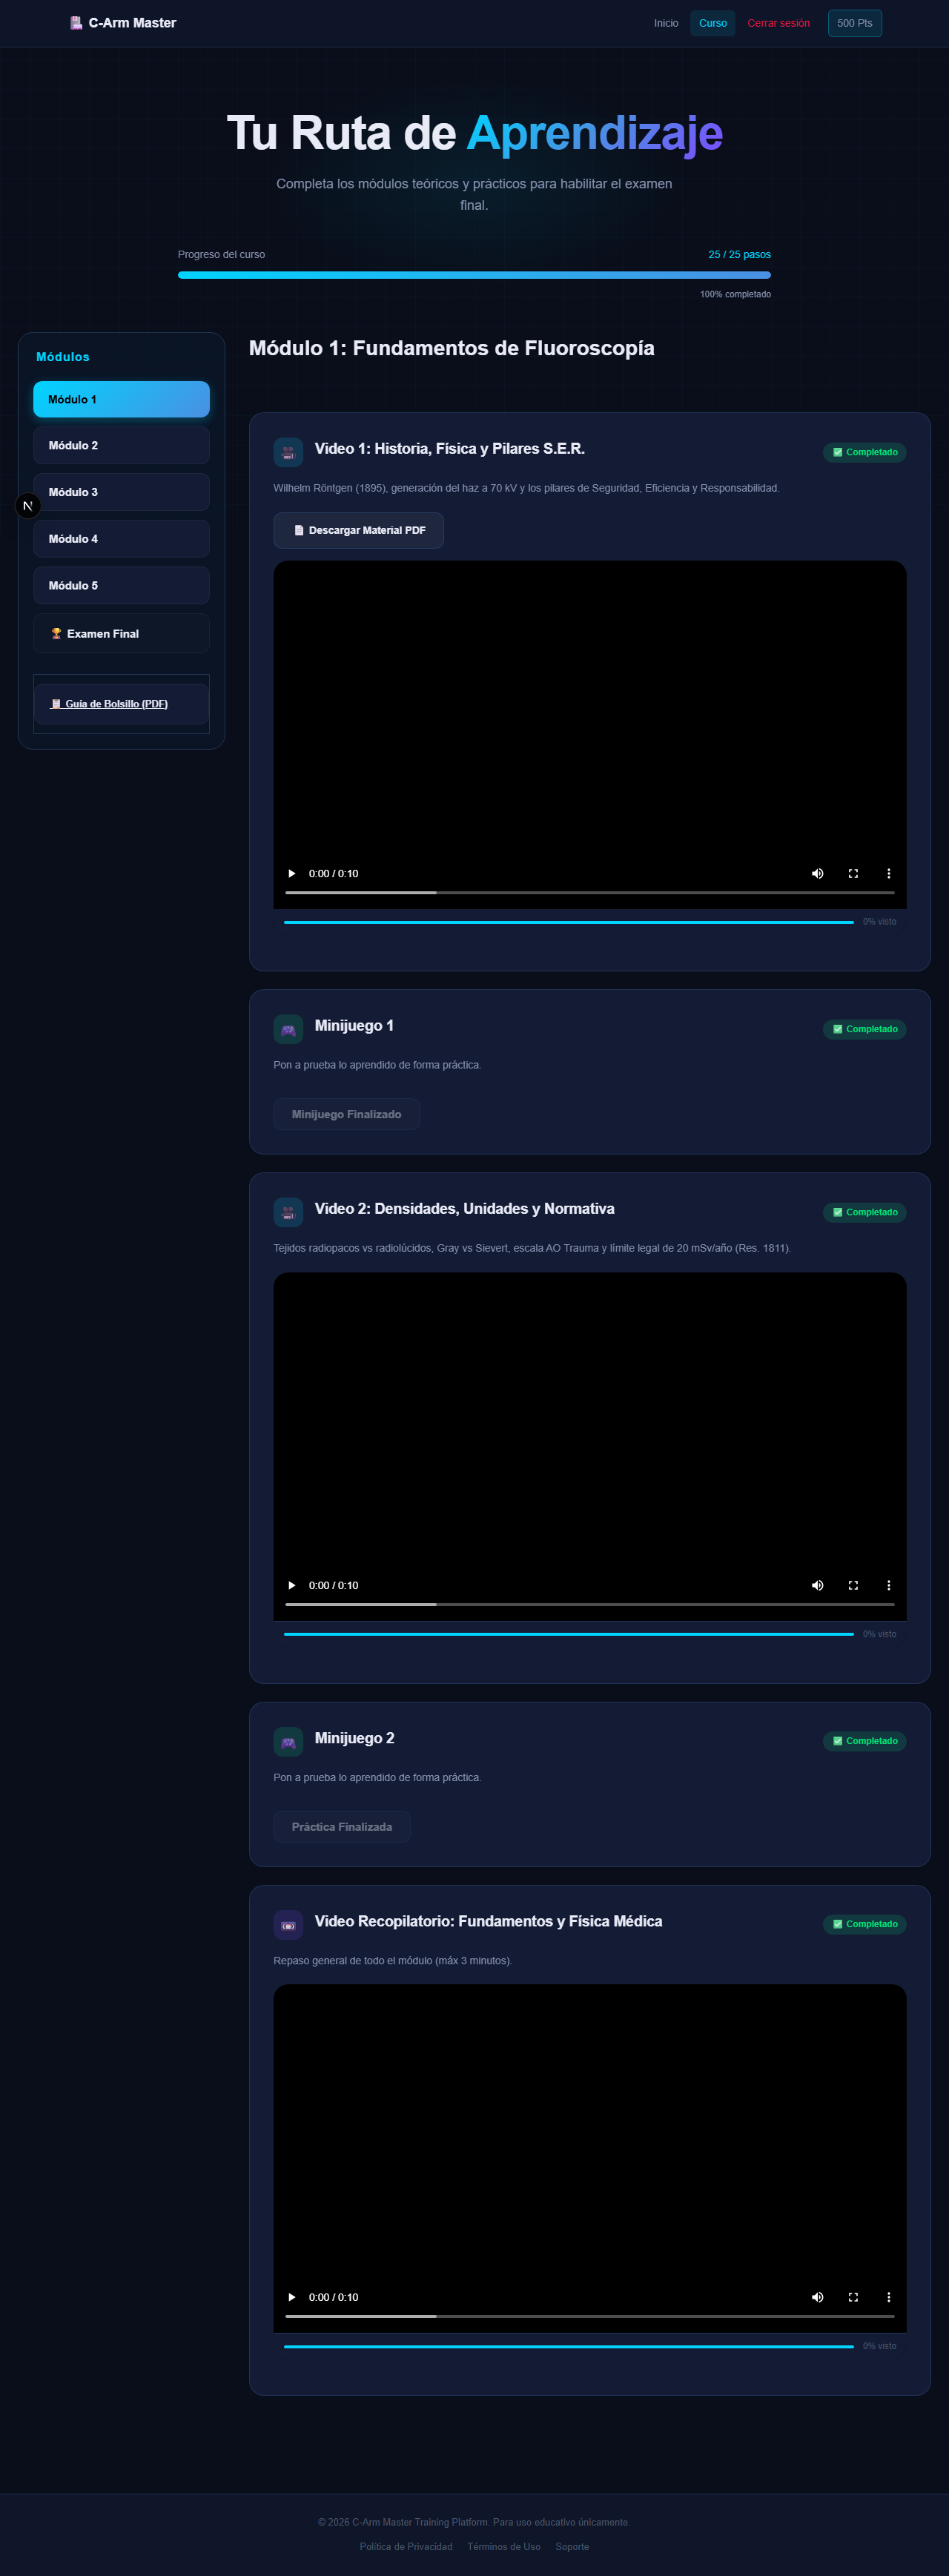 C-Arm Master
Inicio
Curso
Cerrar sesión
500 Pts
Tu Ruta de Aprendizaje
Completa los módulos teóricos y prácticos para habilitar el examen
final.
Progreso del curso
25 / 25 pasos
100% completado
Módulos
Módulo 1
Módulo 2
Módulo 3
N
Módulo 4
Módulo 5
Examen Final
Guía de Bolsillo (PDF)
Módulo 1: Fundamentos de Fluoroscopía
Video 1: Historia, Física y Pilares S.E.R.
Completado
Wilhelm Röntgen (1895), generación del haz a 70 kV y los pilares de Seguridad, Eficiencia y Responsabilidad.
Descargar Material PDF
0:00 / 0:10
0% visto
Minijuego 1
Completado
Pon a prueba lo aprendido de forma práctica.
Minijuego Finalizado
Video 2: Densidades, Unidades y Normativa
Completado
Tejidos radiopacos vs radiolúcidos, Gray vs Sievert, escala AO Trauma y límite legal de 20 mSv/año (Res. 1811).
0:00 / 0:10
0% visto
Minijuego 2
Completado
Pon a prueba lo aprendido de forma práctica.
Práctica Finalizada
Video Recopilatorio: Fundamentos y Física Médica
Completado
Repaso general de todo el módulo (máx 3 minutos).
0:00 / 0:10
0% visto
© 2026 C-Arm Master Training Platform. Para uso educativo únicamente.
Política de Privacidad
Términos de Uso
Soporte